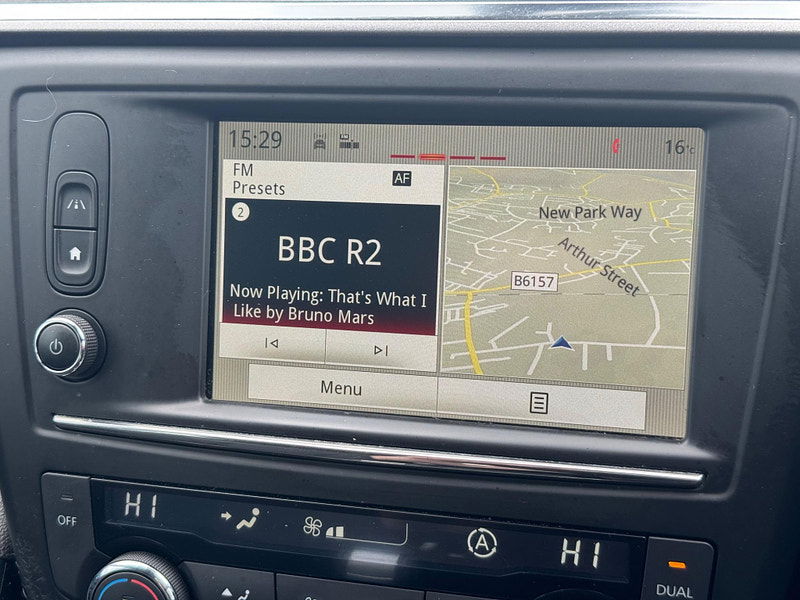 15:29
16°c
FM
Presets
AF
2
BBC R2
Now Playing: That's What I
Like by Bruno Mars
New Park Way
Arthur Street
B6157
Menu
OFF
HI
A
HI
DUAL